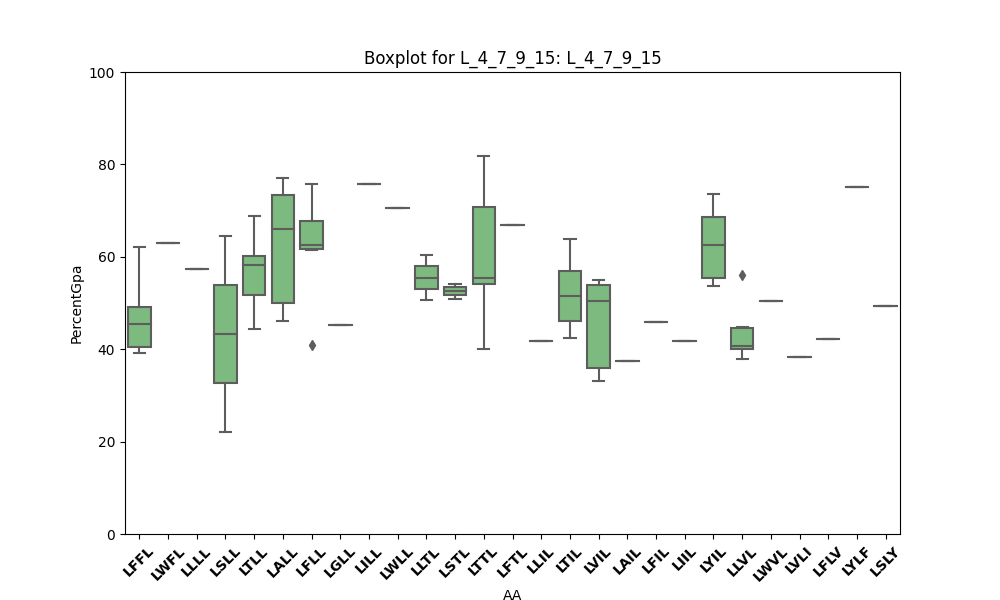 Boxplot for L_4_7_9_15: L_4_7_9_15
PercentGpa
100
80
60
40
20
0
LFFL LWFL LLLL LSLL LTLL LALL LFLL LGLL LILL LWLL LLTL LSTL LTTL LFTL LLIL LTIL LVIL LAIL LFIL LIIL LYIL LLVL LWVL LVLI LFLV LYLF LSLY
AA